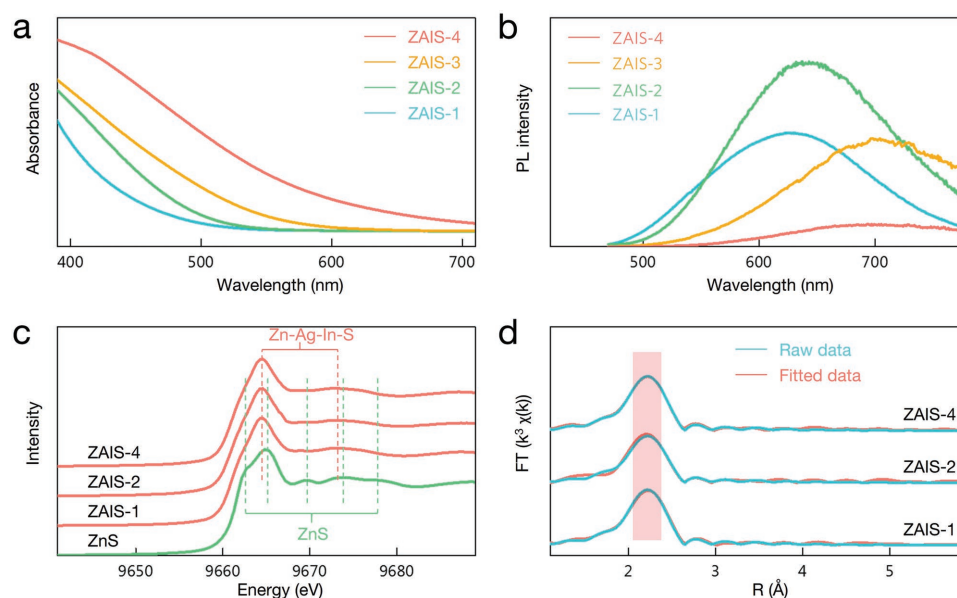 a
ZAIS-4
ZAIS-3
ZAIS-2
ZAIS-1
Absorbance
400
500
600
700
Wavelength (nm)
b
ZAIS-4
ZAIS-3
ZAIS-2
ZAIS-1
PL intensity
500
600
700
Wavelength (nm)
c
Zn-Ag-In-S
Intensity
ZAIS-4
ZAIS-2
ZAIS-1
ZnS
ZnS
9650
9660
9670
9680
Energy (eV)
d
Raw data
Fitted data
FT (k³ χ(k))
ZAIS-4
ZAIS-2
ZAIS-1
2
3
4
5
R (Å)